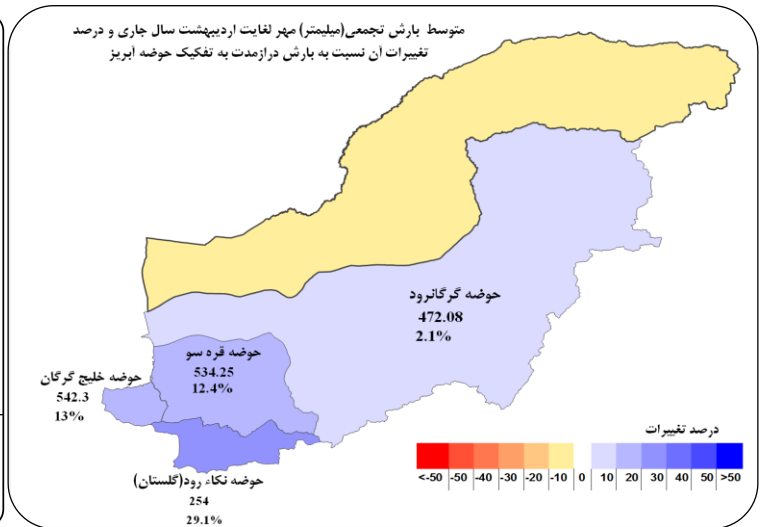 متوسط بارش تجمعی(میلیمتر) مهر لغایت اردیبهشت سال جاری و درصد
تغییرات آن نسبت به بارش درازمدت به تفکیک حوضه آبریز
حوضه گرگانرود
472.08
2.1%
حوضه قره سو
534.25
12.4%
حوضه خلیج گرگان
542.3
13%
حوضه نکاء رود(گلستان)
254
29.1%
درصد تغییرات
<-50 -50 -40 -30 -20 -10 0 10 20 30 40 50 >50